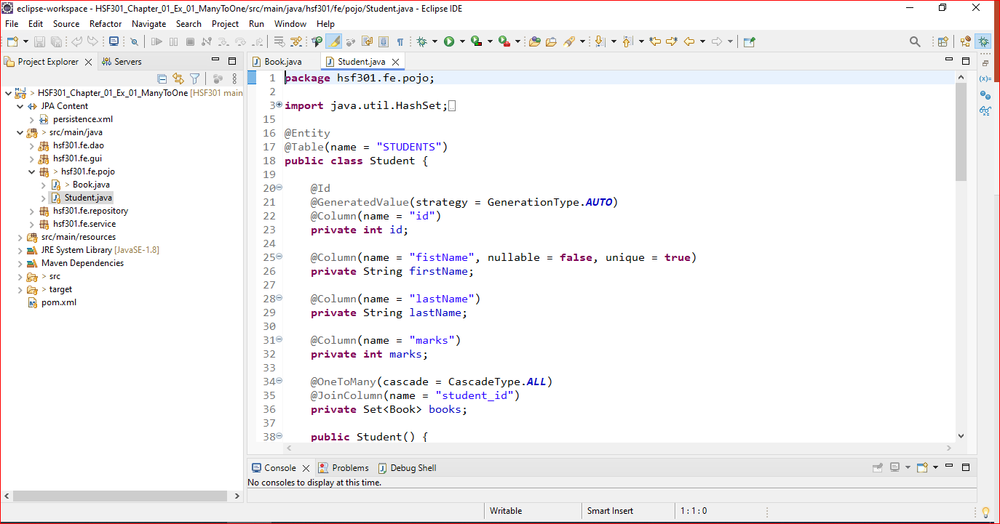 eclipse-workspace - HSF301_Chapter_01_Ex_01_ManyToOne/src/main/java/hsf301/fe/pojo/Student.java - Eclipse IDE
File Edit Source Refactor Navigate Search Project Run Window Help
Project Explorer Servers
HSF301_Chapter_01_Ex_01_ManyToOne [HSF301 main
JPA Content
persistence.xml
> src/main/java
hsf301.fe.dao
hsf301.fe.gui
> hsf301.fe.pojo
> Book.java
Student.java
hsf301.fe.repository
hsf301.fe.service
src/main/resources
JRE System Library [JavaSE-1.8]
Maven Dependencies
> src
> target
pom.xml
Book.java Student.java
1 package hsf301.fe.pojo;
2
3 import java.util.HashSet;
15
16 @Entity
17 @Table(name = "STUDENTS")
18 public class Student {
19
20 @Id
21 @GeneratedValue(strategy = GenerationType.AUTO)
22 @Column(name = "id")
23 private int id;
24
25 @Column(name = "fistName", nullable = false, unique = true)
26 private String firstName;
27
28 @Column(name = "lastName")
29 private String lastName;
30
31 @Column(name = "marks")
32 private int marks;
33
34 @OneToMany(cascade = CascadeType.ALL)
35 @JoinColumn(name = "student_id")
36 private Set<Book> books;
37
38 public Student() {
Console Problems Debug Shell
No consoles to display at this time.
Writable Smart Insert 1 : 1 : 0